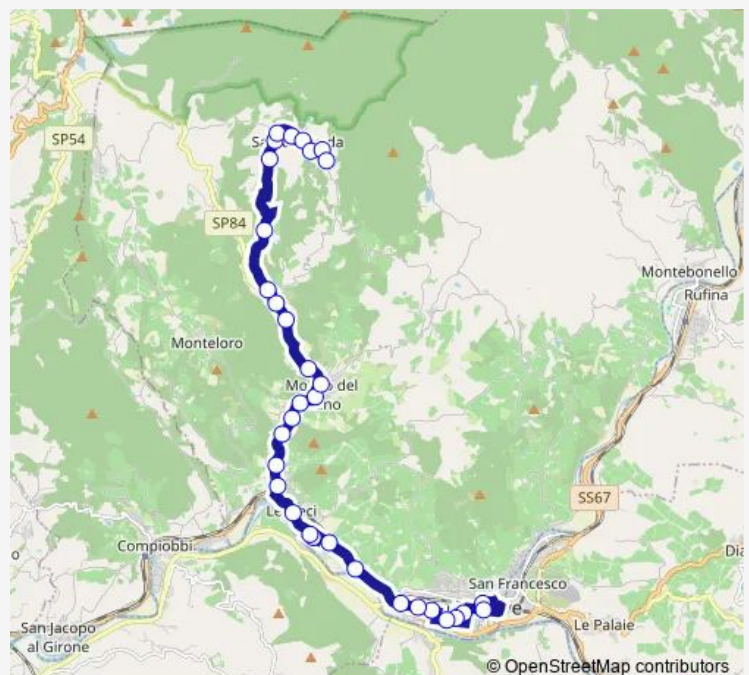 SP54
SP84
Montebonello
Rufina
Monteloro
SS67
Compiobbi
San Francesco
Le Palaie
San Jacopo
al Girone
© OpenStreetMap contributors